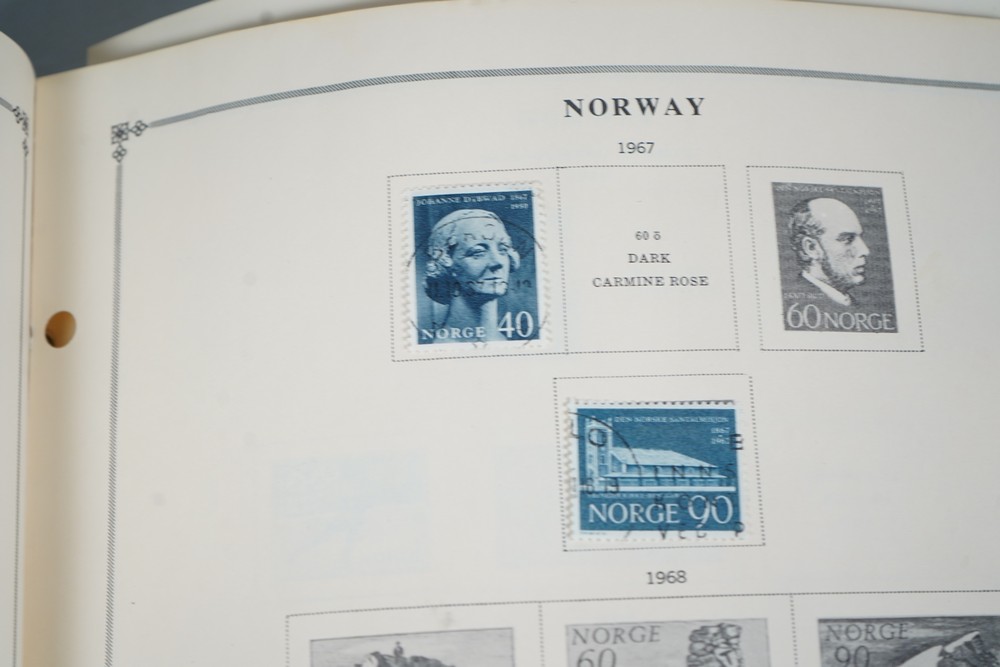 NORWAY
1967
JOHANNE DYBWAD 1867
1950
NORGE 40
60 ö
DARK
CARMINE ROSE
60 NORGE
DEN NORSKE SANTALMISJON
1867
1967
NORGE 90
1968
NORGE
60
NORGE
90